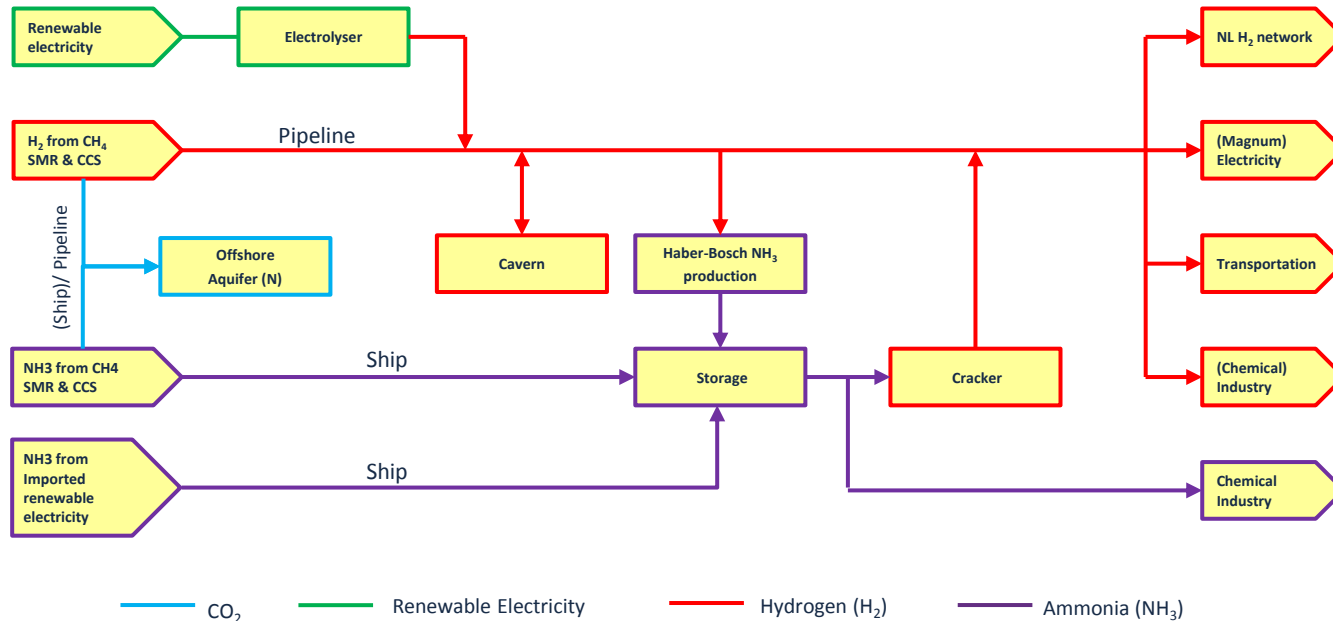 Renewable
electricity
Electrolyser
NL H₂ network
H₂ from CH₄
SMR & CCS
Pipeline
(Magnum)
Electricity
(Ship)/ Pipeline
Offshore
Aquifer (N)
Cavern
Haber-Bosch NH₃
production
Transportation
NH3 from CH4
SMR & CCS
Ship
Storage
Cracker
(Chemical)
Industry
NH3 from
Imported
renewable
electricity
Ship
Chemical
Industry
CO₂
Renewable Electricity
Hydrogen (H₂)
Ammonia (NH₃)